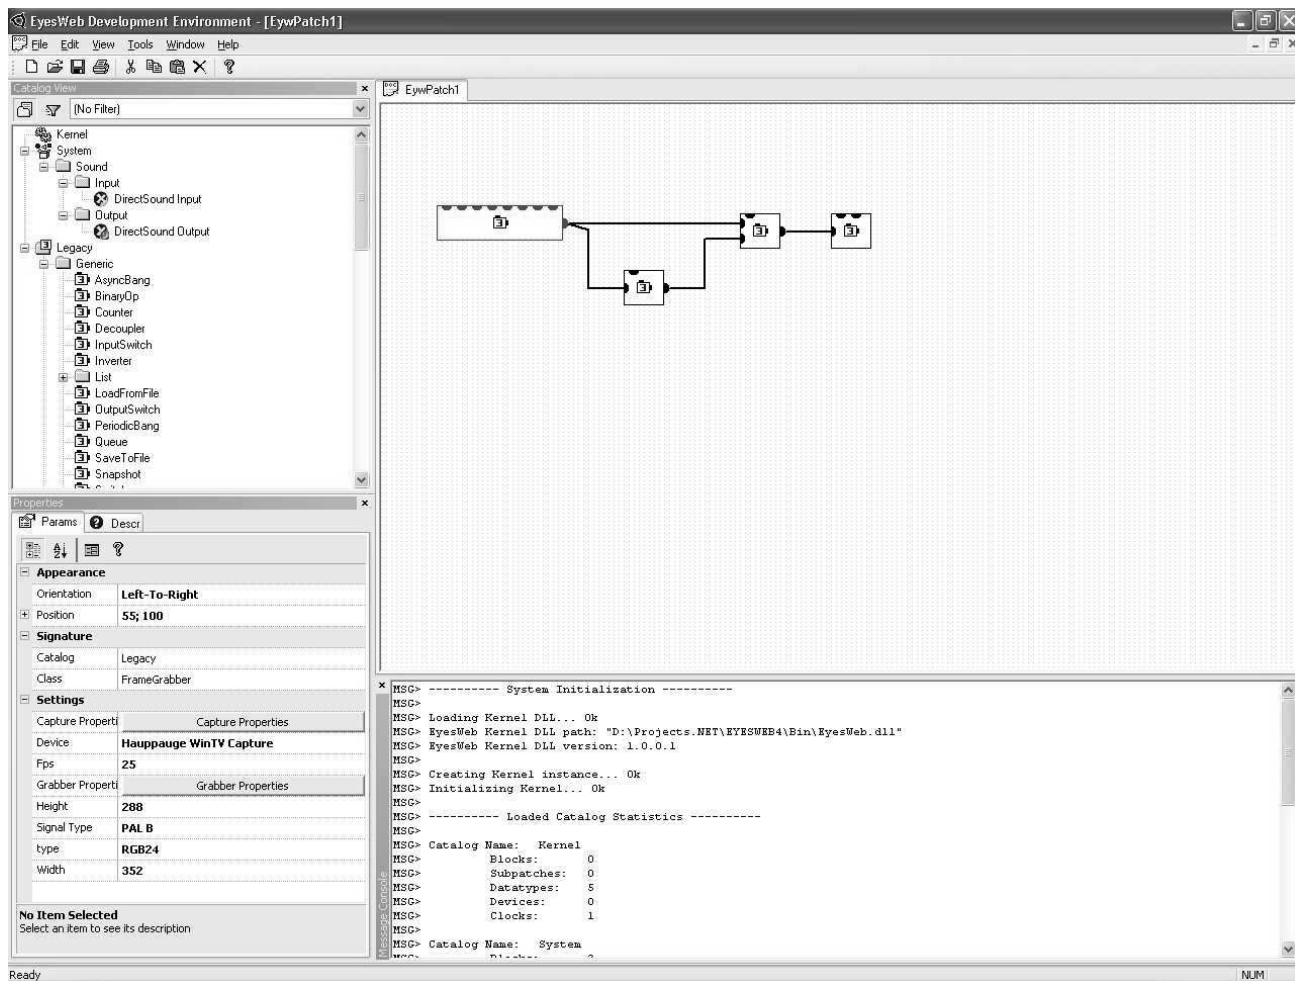 EyesWeb Development Environment - [EywPatch1]
File Edit View Tools Window Help
Catalog View
(No Filter)
Kernel
System
Sound
Input
DirectSound Input
Output
DirectSound Output
Legacy
Generic
AsyncBang
BinaryOp
Counter
Decoupler
InputSwitch
Inverter
List
LoadFromFile
OutputSwitch
PeriodicBang
Queue
SaveToFile
Snapshot
Properties
Params Descr
Appearance
Orientation Left-To-Right
Position 55; 100
Signature
Catalog Legacy
Class FrameGrabber
Settings
Capture Properti Capture Properties
Device Hauppauge WinTV Capture
Fps 25
Grabber Properti Grabber Properties
Height 288
Signal Type PAL B
type RGB24
Width 352
No Item Selected
Select an item to see its description
EywPatch1
Message Console
MSG> ---------- System Initialization ----------
MSG>
MSG> Loading Kernel DLL... Ok
MSG> EyesWeb Kernel DLL path: "D:\Projects.NET\EYESWEB4\Bin\EyesWeb.dll"
MSG> EyesWeb Kernel DLL version: 1.0.0.1
MSG>
MSG> Creating Kernel instance... Ok
MSG> Initializing Kernel... Ok
MSG>
MSG> ---------- Loaded Catalog Statistics ----------
MSG>
MSG> Catalog Name: Kernel
MSG> Blocks: 0
MSG> Subpatches: 0
MSG> Datatypes: 5
MSG> Devices: 0
MSG> Clocks: 1
MSG>
MSG> Catalog Name: System
Ready NUM